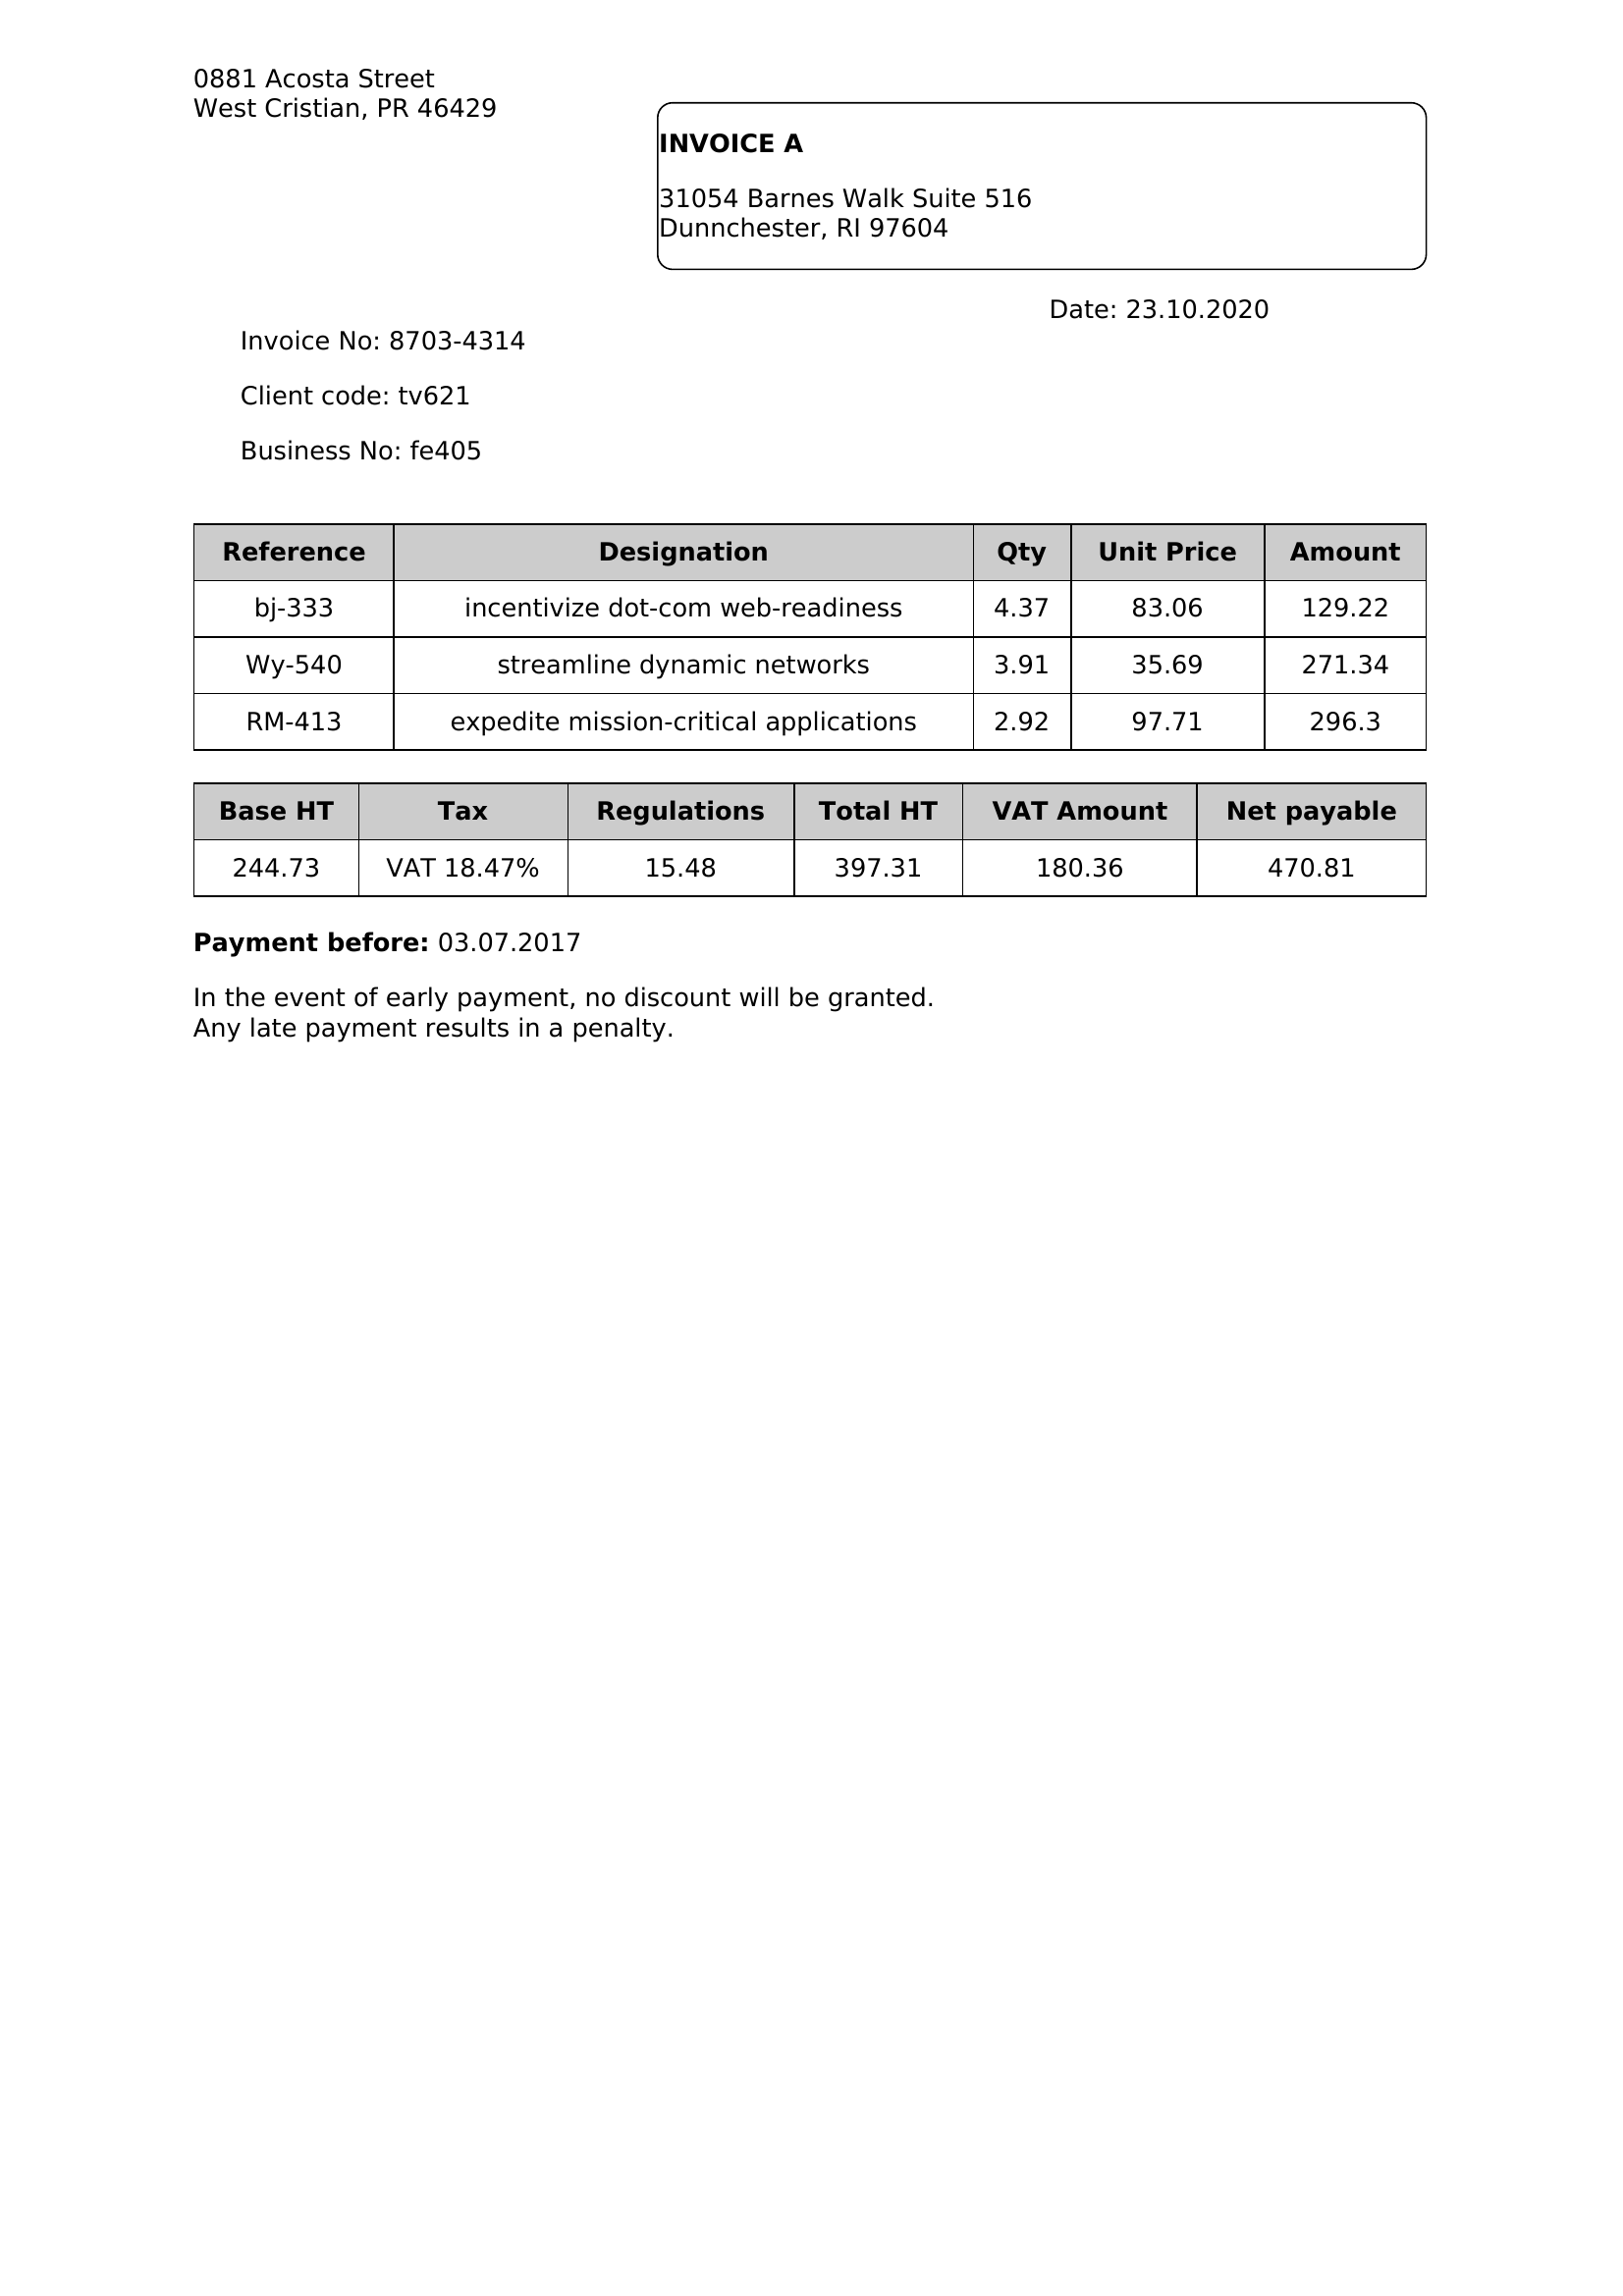 0881 Acosta Street
West Cristian, PR 46429
INVOICE A
31054 Barnes Walk Suite 516
Dunnchester, RI 97604
Date: 23.10.2020
Invoice No: 8703-4314
Client code: tv621
Business No: fe405
Reference Designation Qty Unit Price Amount
bj-333 incentivize dot-com web-readiness 4.37 83.06 129.22
Wy-540 streamline dynamic networks 3.91 35.69 271.34
RM-413 expedite mission-critical applications 2.92 97.71 296.3
Base HT Tax Regulations Total HT VAT Amount Net payable
244.73 VAT 18.47% 15.48 397.31 180.36 470.81
Payment before: 03.07.2017
In the event of early payment, no discount will be granted.
Any late payment results in a penalty.